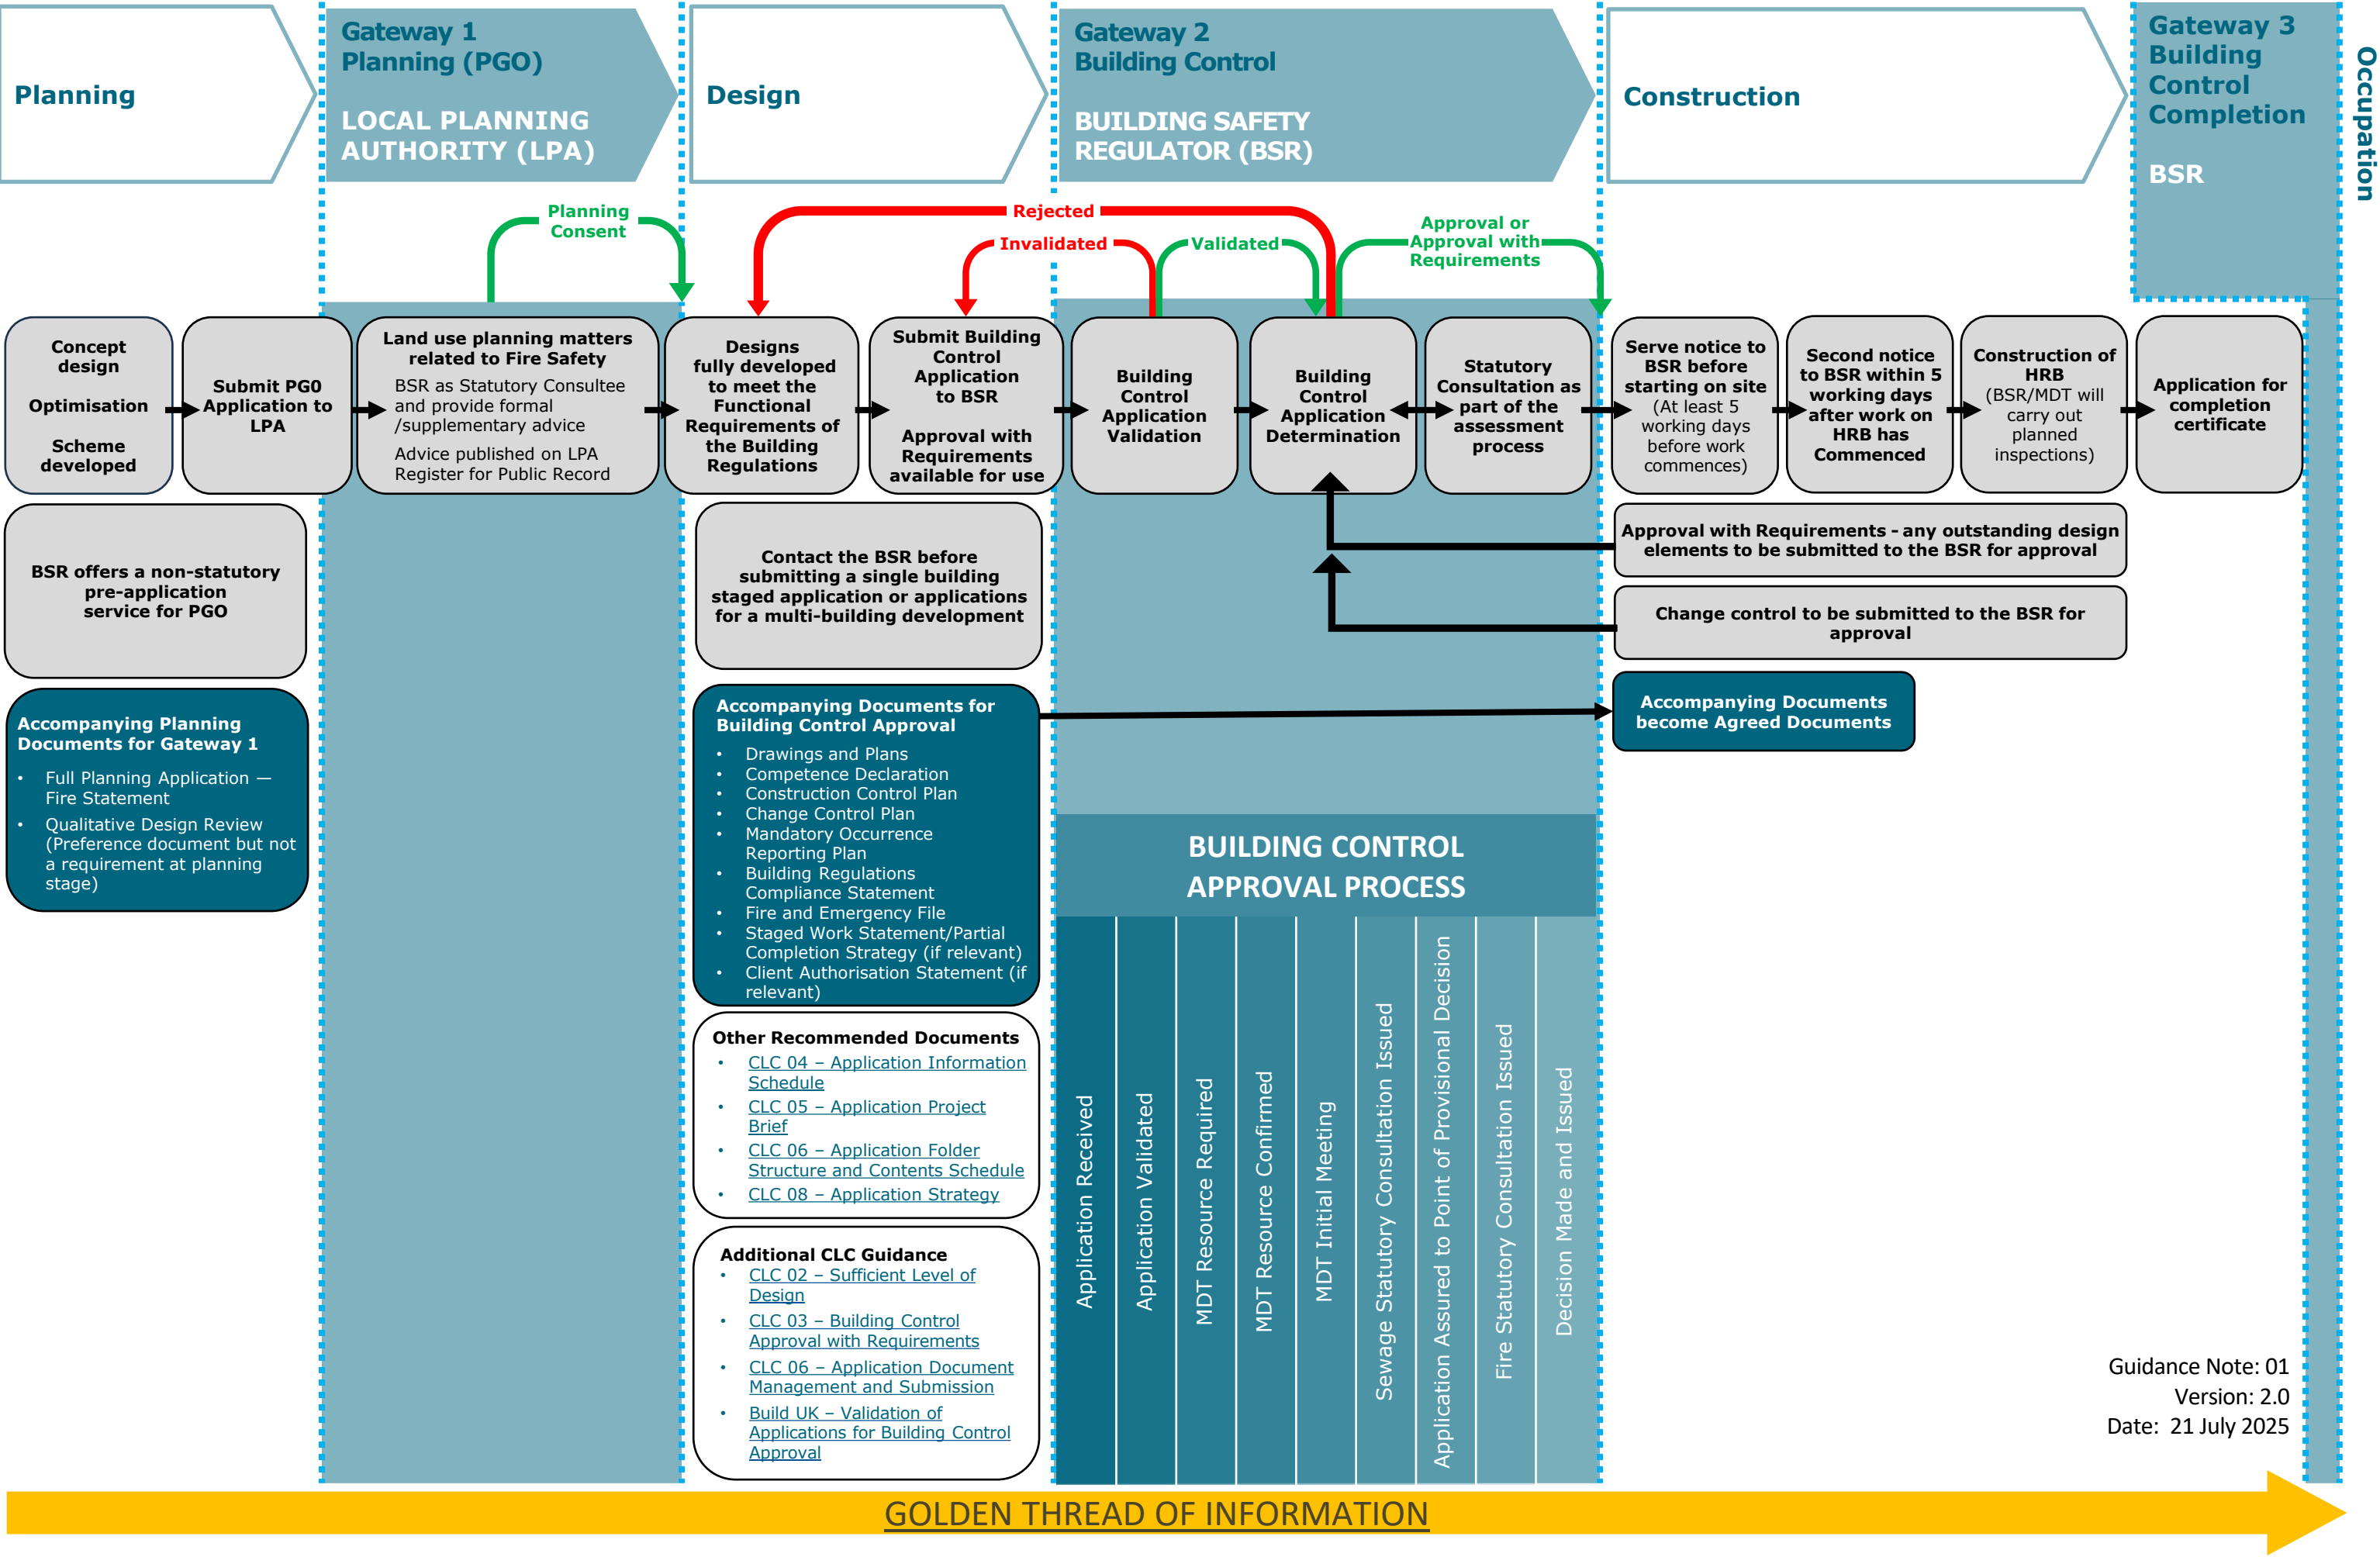 Planning
Gateway 1
Planning (PGO)
LOCAL PLANNING
AUTHORITY (LPA)
Design
Gateway 2
Building Control
BUILDING SAFETY
REGULATOR (BSR)
Construction
Gateway 3
Building
Control
Completion
BSR
Occupation
Planning
Consent
Rejected
Invalidated
Validated
Approval or
Approval with
Requirements
Concept
design
Optimisation
Scheme
developed
Submit PG0
Application to
LPA
Land use planning matters
related to Fire Safety
BSR as Statutory Consultee
and provide formal
/supplementary advice
Advice published on LPA
Register for Public Record
Designs
fully developed
to meet the
Functional
Requirements of
the Building
Regulations
Submit Building
Control
Application
to BSR
Approval with
Requirements
available for use
Building
Control
Application
Validation
Building
Control
Application
Determination
Statutory
Consultation as
part of the
assessment
process
Serve notice to
BSR before
starting on site
(At least 5
working days
before work
commences)
Second notice
to BSR within 5
working days
after work on
HRB has
Commenced
Construction of
HRB
(BSR/MDT will
carry out
planned
inspections)
Application for
completion
certificate
BSR offers a non-statutory
pre-application
service for PGO
Contact the BSR before
submitting a single building
staged application or applications
for a multi-building development
Approval with Requirements - any outstanding design
elements to be submitted to the BSR for approval
Change control to be submitted to the BSR for
approval
Accompanying Planning
Documents for Gateway 1
• Full Planning Application —
Fire Statement
• Qualitative Design Review
(Preference document but not
a requirement at planning
stage)
Accompanying Documents for
Building Control Approval
• Drawings and Plans
• Competence Declaration
• Construction Control Plan
• Change Control Plan
• Mandatory Occurrence
Reporting Plan
• Building Regulations
Compliance Statement
• Fire and Emergency File
• Staged Work Statement/Partial
Completion Strategy (if relevant)
• Client Authorisation Statement (if
relevant)
Accompanying Documents
become Agreed Documents
Other Recommended Documents
• CLC 04 – Application Information
Schedule
• CLC 05 – Application Project
Brief
• CLC 06 – Application Folder
Structure and Contents Schedule
• CLC 08 – Application Strategy
Additional CLC Guidance
• CLC 02 – Sufficient Level of
Design
• CLC 03 – Building Control
Approval with Requirements
• CLC 06 – Application Document
Management and Submission
• Build UK – Validation of
Applications for Building Control
Approval
BUILDING CONTROL
APPROVAL PROCESS
Application Received
Application Validated
MDT Resource Required
MDT Resource Confirmed
MDT Initial Meeting
Sewage Statutory Consultation Issued
Application Assured to Point of Provisional Decision
Fire Statutory Consultation Issued
Decision Made and Issued
Guidance Note: 01
Version: 2.0
Date: 21 July 2025
GOLDEN THREAD OF INFORMATION